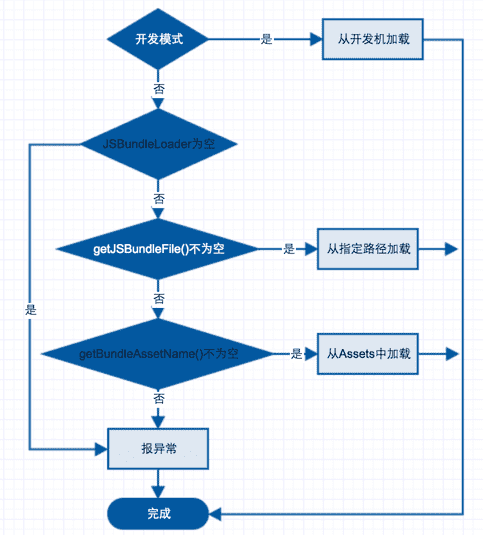 开发模式
是
从开发机加载
否
JSBundleLoader为空
否
getJSBundleFile()不为空
是
从指定路径加载
否
是
getBundleAssetName()不为空
是
从Assets中加载
否
报异常
完成